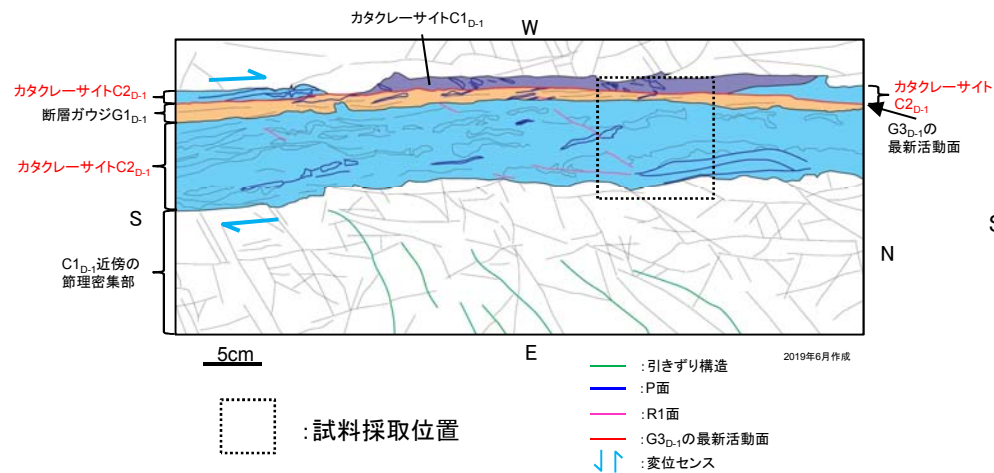 カタクレーサイトC1D-1
W
カタクレーサイトC2D-1
断層ガウジG1D-1
カタクレーサイトC2D-1
カタクレーサイト
C2D-1
G3D-1の
最新活動面
S
S
N
C1D-1近傍の
節理密集部
5cm
E
2019年6月作成
:引きずり構造
:P面
:R1面
:G3D-1の最新活動面
:変位センス
:試料採取位置